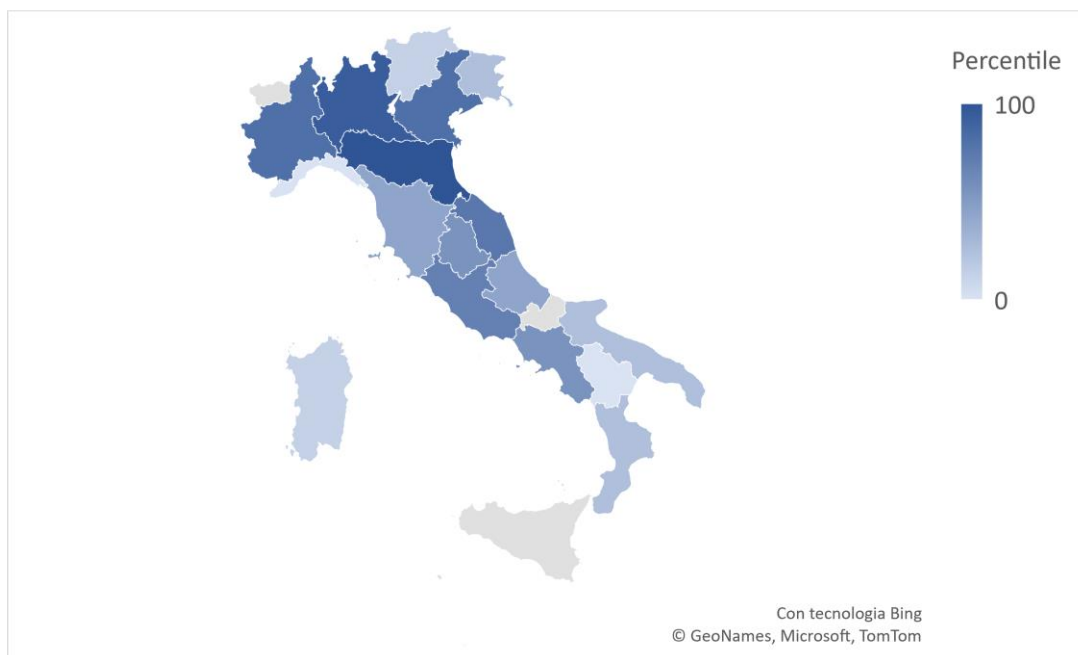 Percentile
100
0
Con tecnologia Bing
© GeoNames, Microsoft, TomTom